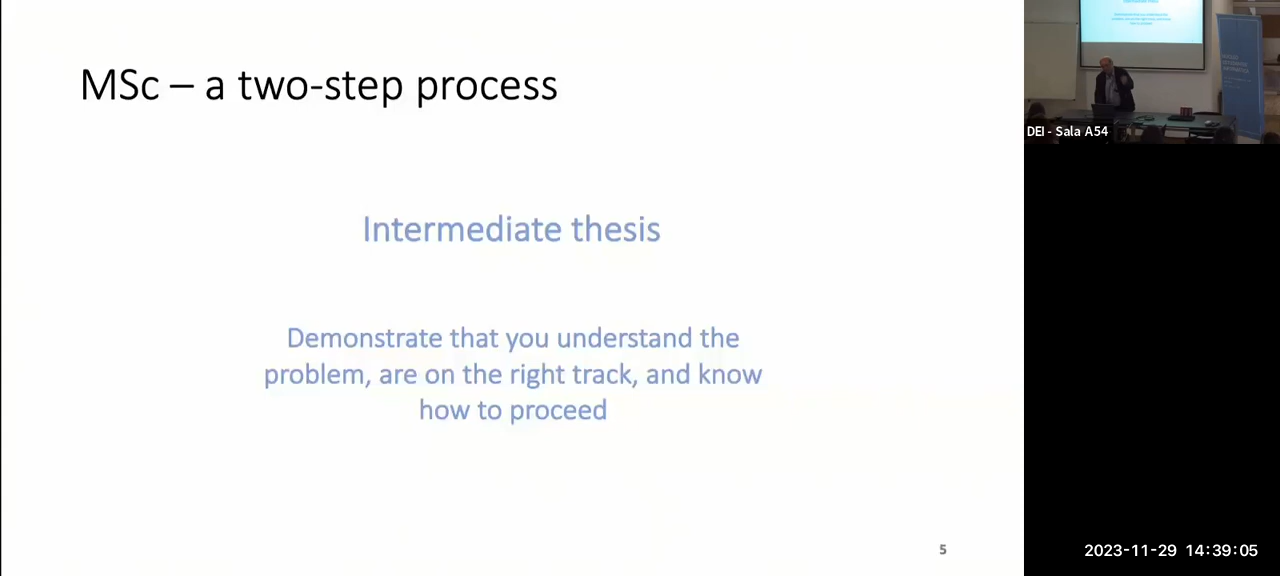 MSc – a two-step process
Intermediate thesis
Demonstrate that you understand the
problem, are on the right track, and know
how to proceed
5
DEI - Sala A54
2023-11-29 14:39:05